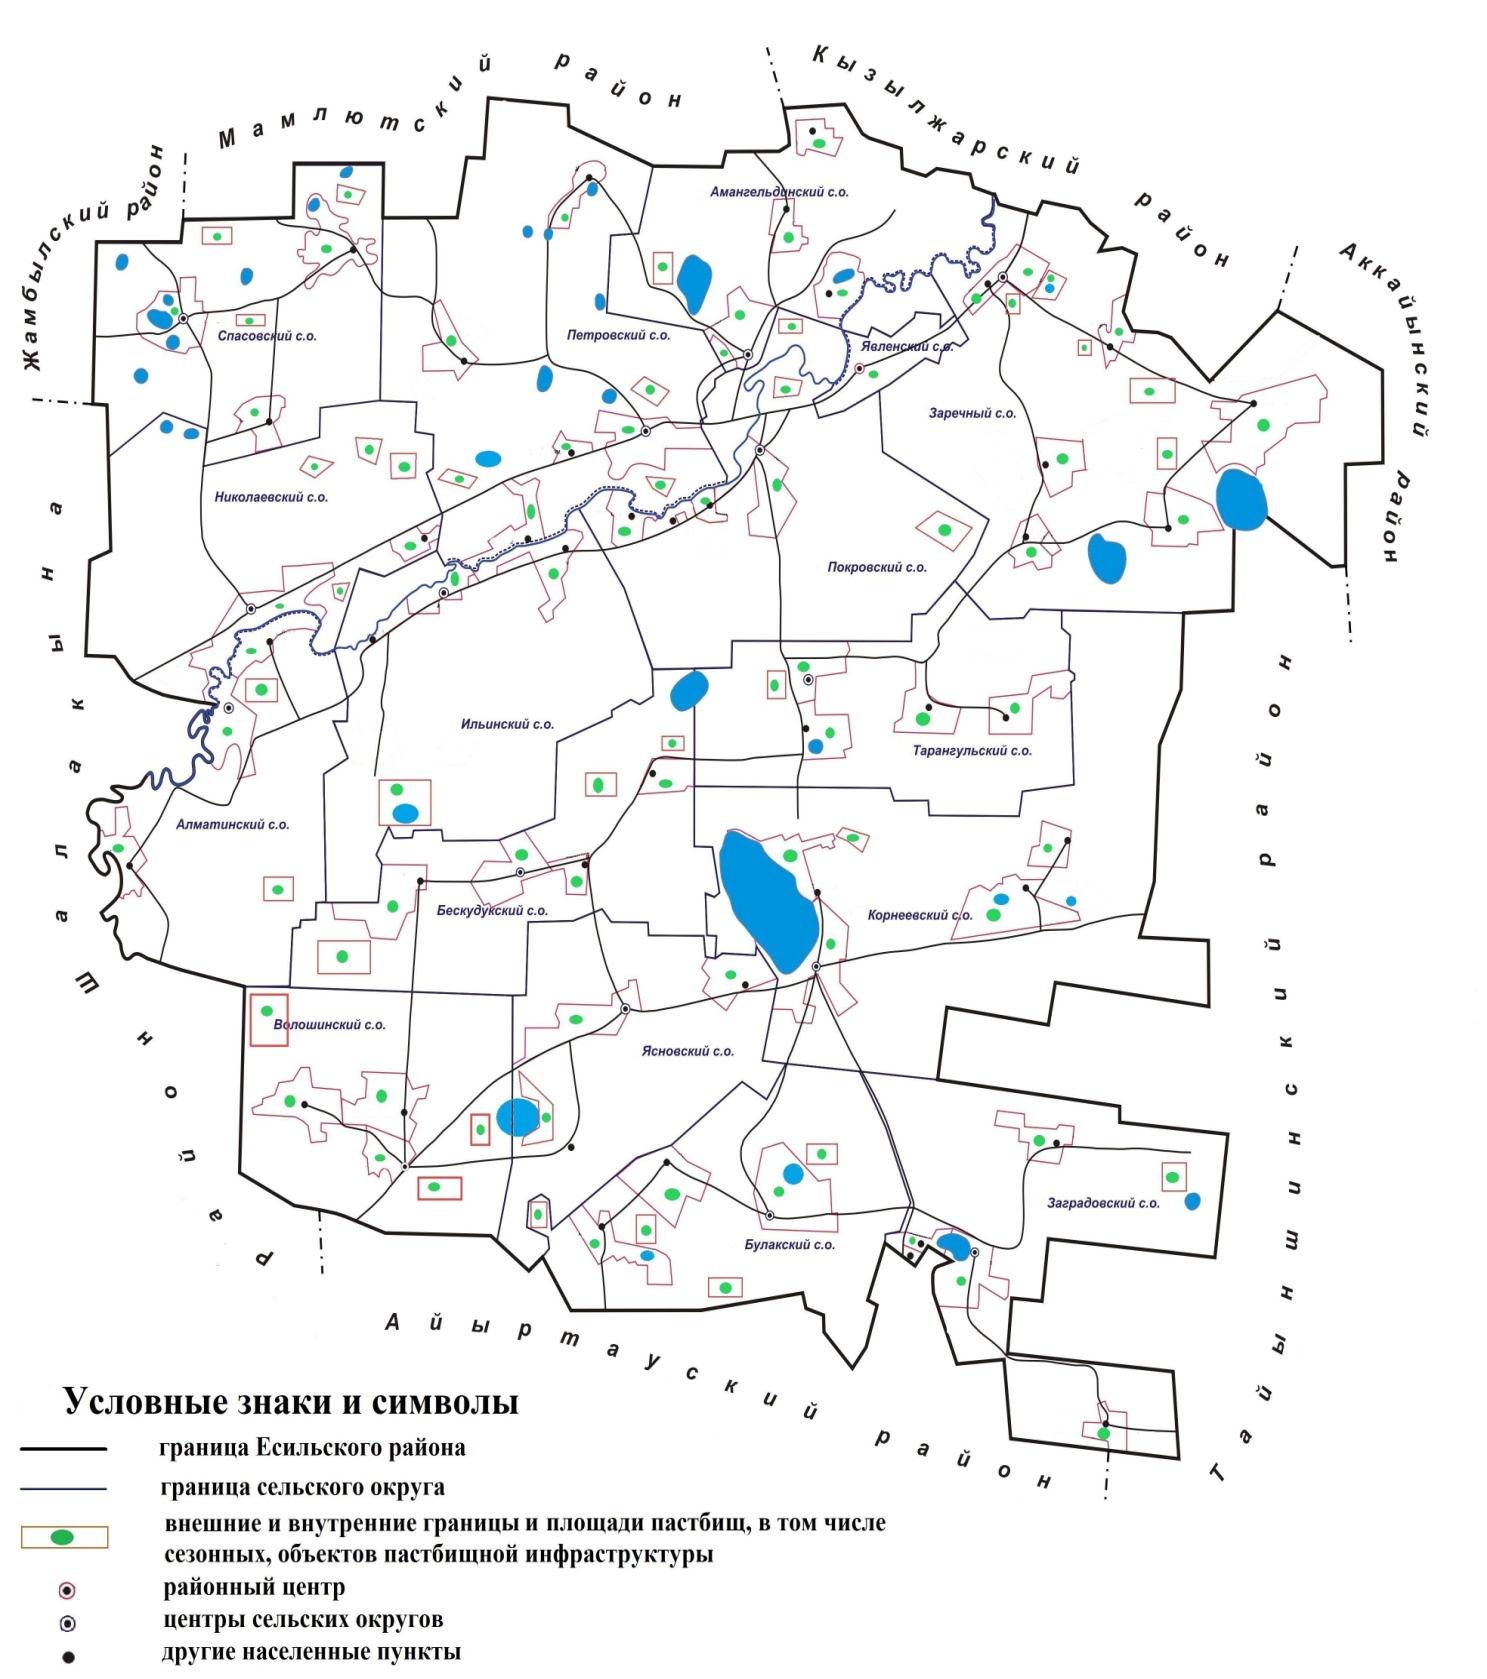 Жамбылский район
Мамлютский район
Кызылжарский район
Аккайынский район
Тайыншинский район
Айыртауский район
Район Шал акына
Амангельдинский с.о.
Спасовский с.о.
Петровский с.о.
Явленский с.о.
Заречный с.о.
Николаевский с.о.
Покровский с.о.
Ильинский с.о.
Тарангульский с.о.
Алматинский с.о.
Бескудукский с.о.
Корнеевский с.о.
Волошинский с.о.
Ясновский с.о.
Заградовский с.о.
Булакский с.о.
Условные знаки и символы
граница Есильского района
граница сельского округа
внешние и внутренние границы и площади пастбищ, в том числе
сезонных, объектов пастбищной инфраструктуры
районный центр
центры сельских округов
другие населенные пункты